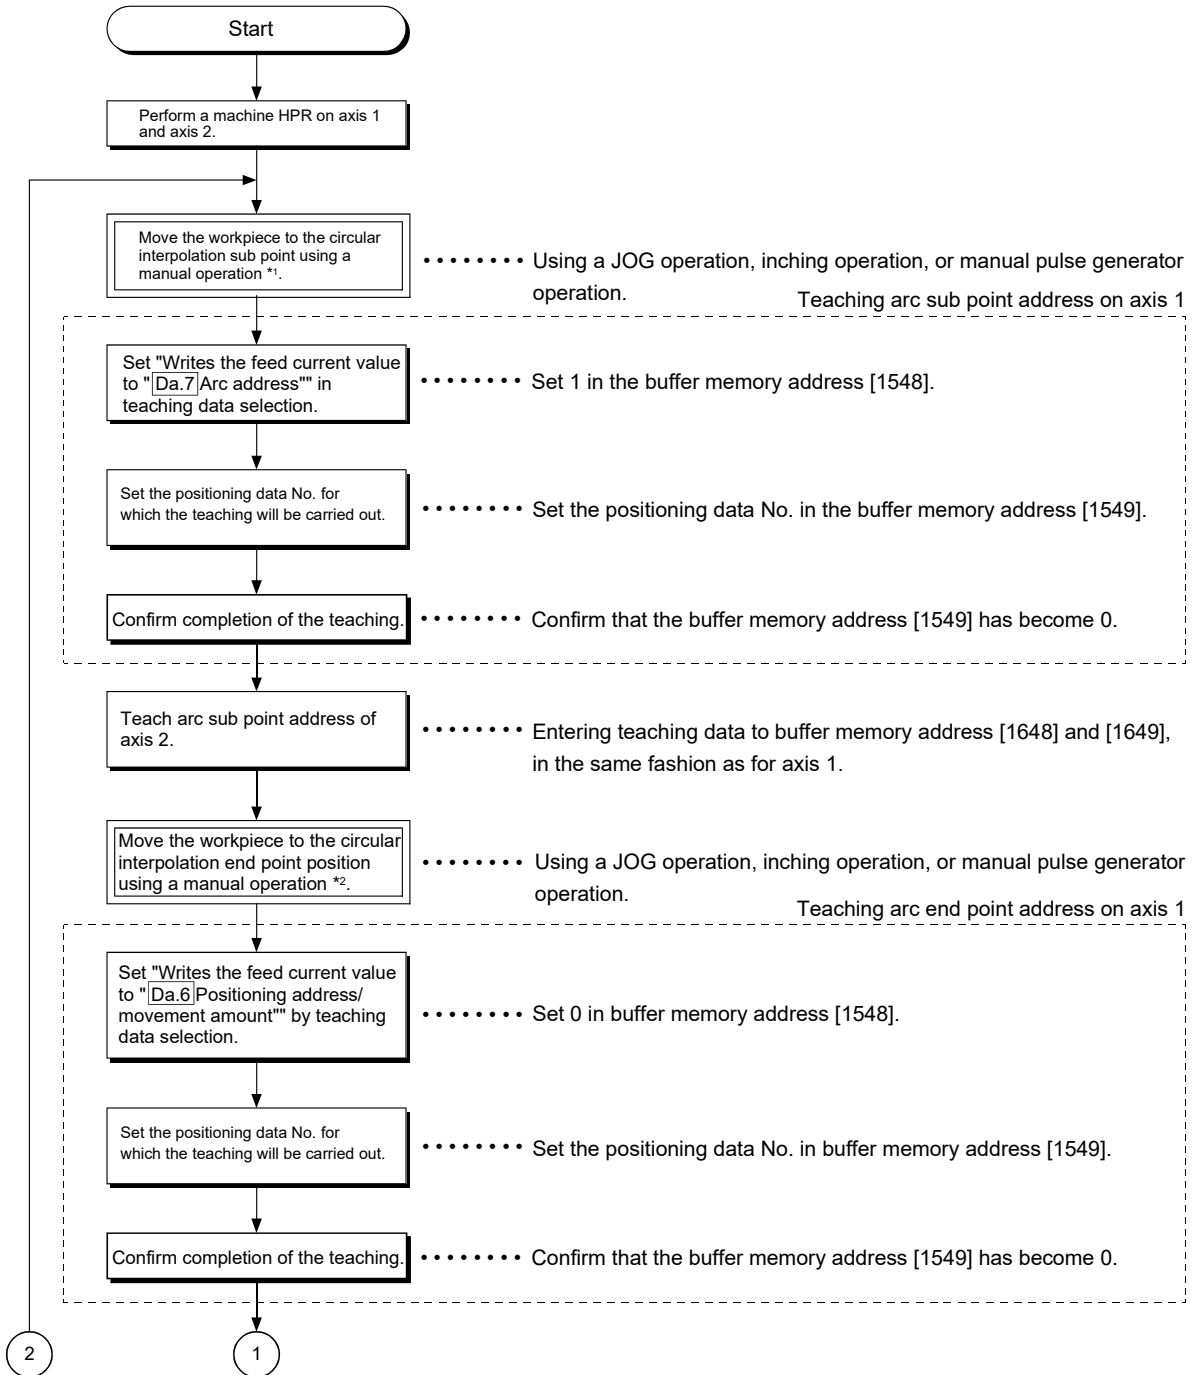 Start
Perform a machine HPR on axis 1
and axis 2.
Move the workpiece to the circular
interpolation sub point using a
manual operation *1.
Using a JOG operation, inching operation, or manual pulse generator
operation.
Teaching arc sub point address on axis 1
Set "Writes the feed current value
to "Da.7 Arc address"" in
teaching data selection.
Set 1 in the buffer memory address [1548].
Set the positioning data No. for
which the teaching will be carried out.
Set the positioning data No. in the buffer memory address [1549].
Confirm completion of the teaching.
Confirm that the buffer memory address [1549] has become 0.
Teach arc sub point address of
axis 2.
Entering teaching data to buffer memory address [1648] and [1649],
in the same fashion as for axis 1.
Move the workpiece to the circular
interpolation end point position
using a manual operation *2.
Using a JOG operation, inching operation, or manual pulse generator
operation.
Teaching arc end point address on axis 1
Set "Writes the feed current value
to "Da.6 Positioning address/
movement amount"" by teaching
data selection.
Set 0 in buffer memory address [1548].
Set the positioning data No. for
which the teaching will be carried out.
Set the positioning data No. in buffer memory address [1549].
Confirm completion of the teaching.
Confirm that the buffer memory address [1549] has become 0.
2
1